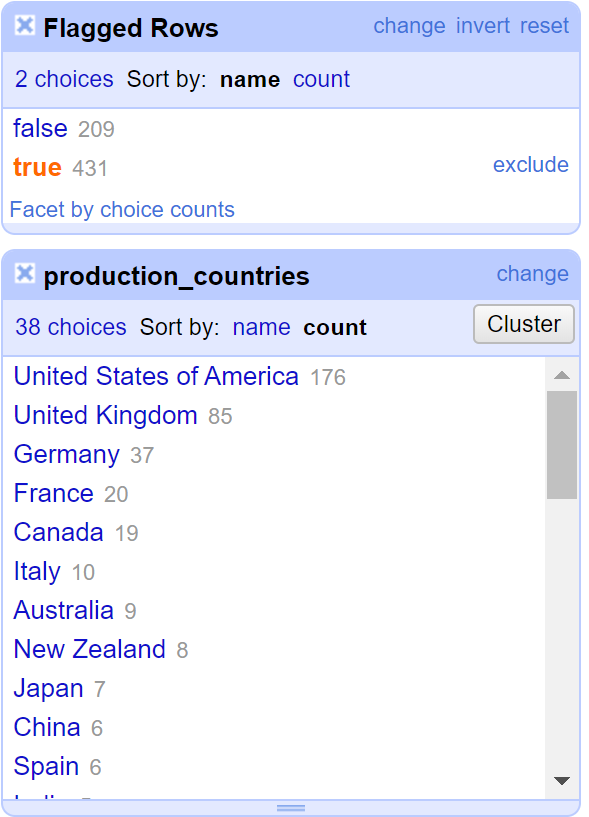 Flagged Rows change invert reset
2 choices Sort by: name count
false 209
true 431 exclude
Facet by choice counts
production_countries change
38 choices Sort by: name count Cluster
United States of America 176
United Kingdom 85
Germany 37
France 20
Canada 19
Italy 10
Australia 9
New Zealand 8
Japan 7
China 6
Spain 6